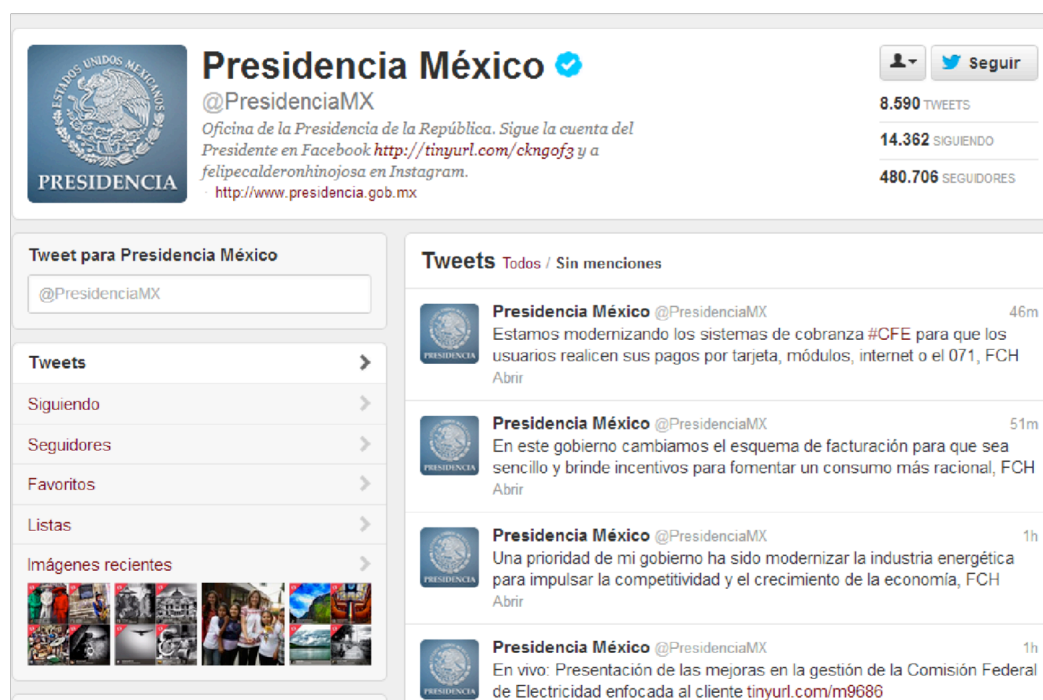 ESTADOS UNIDOS MEXICANOS
PRESIDENCIA
Presidencia México
@PresidenciaMX
Oficina de la Presidencia de la República. Sigue la cuenta del
Presidente en Facebook http://tinyurl.com/ckngof3 y a
felipecalderonhinojosa en Instagram.
· http://www.presidencia.gob.mx
Seguir
8.590 TWEETS
14.362 SIGUIENDO
480.706 SEGUIDORES
Tweet para Presidencia México
@PresidenciaMX
Tweets
Siguiendo
Seguidores
Favoritos
Listas
Imágenes recientes
Tweets Todos / Sin menciones
PRESIDENCIA
Presidencia México @PresidenciaMX 46m
Estamos modernizando los sistemas de cobranza #CFE para que los
usuarios realicen sus pagos por tarjeta, módulos, internet o el 071, FCH
Abrir
PRESIDENCIA
Presidencia México @PresidenciaMX 51m
En este gobierno cambiamos el esquema de facturación para que sea
sencillo y brinde incentivos para fomentar un consumo más racional, FCH
Abrir
PRESIDENCIA
Presidencia México @PresidenciaMX 1h
Una prioridad de mi gobierno ha sido modernizar la industria energética
para impulsar la competitividad y el crecimiento de la economía, FCH
Abrir
PRESIDENCIA
Presidencia México @PresidenciaMX 1h
En vivo: Presentación de las mejoras en la gestión de la Comisión Federal
de Electricidad enfocada al cliente tinyurl.com/m9686